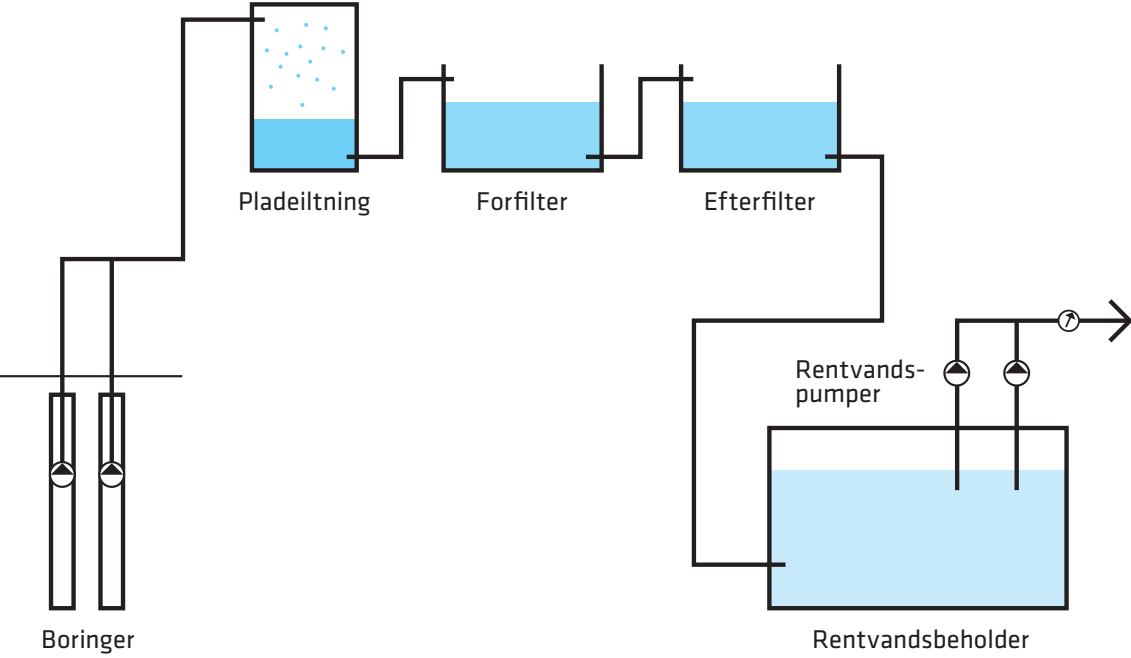 Pladeiltning
Forfilter
Efterfilter
Rentvands-
pumper
Boringer
Rentvandsbeholder